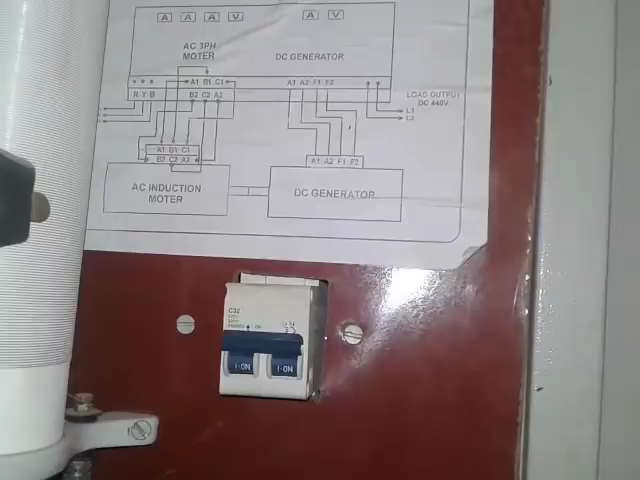 A A A V A V
AC 3PH
MOTER
DC GENERATOR
A1 B1 C1
A1 A2 F1 F2
R Y B
B2 C2 A2
LOAD OUTPUT
DC 440V
L1
L2
A1 B1 C1
B2 C2 A2
A1 A2 F1 F2
AC INDUCTION
MOTER
DC GENERATOR
C32
I·ON
I·ON